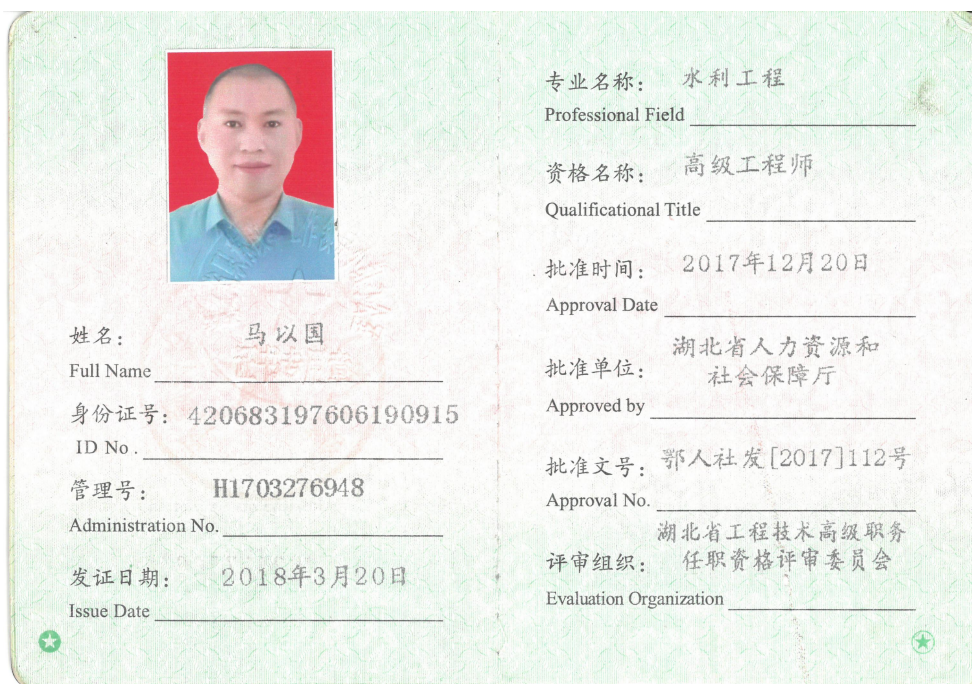 姓名： 马以国
Full Name
身份证号： 420683197606190915
ID No .
管理号： H1703276948
Administration No.
发证日期： 2018年3月20日
Issue Date
专业名称： 水利工程
Professional Field
资格名称： 高级工程师
Qualificational Title
批准时间： 2017年12月20日
Approval Date
批准单位： 湖北省人力资源和
社会保障厅
Approved by
批准文号： 鄂人社发[2017]112号
Approval No.
湖北省工程技术高级职务
评审组织： 任职资格评审委员会
Evaluation Organization